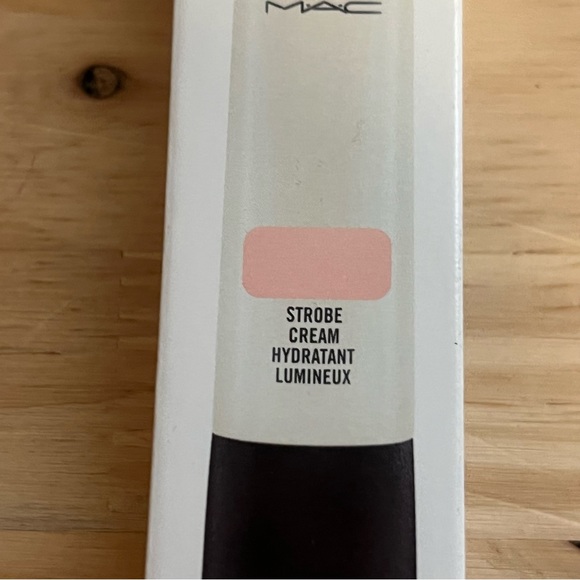 M·A·C
STROBE
CREAM
HYDRATANT
LUMINEUX